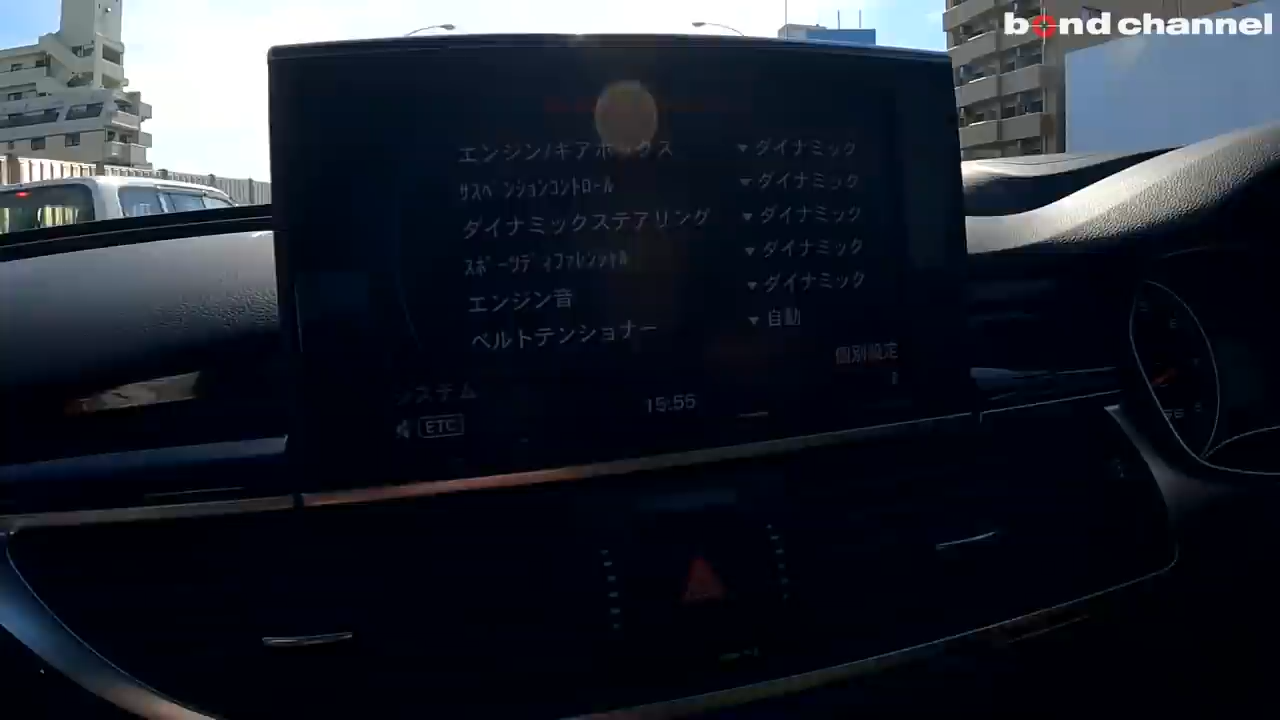 bond channel
エンジン/ギアボックス ▼ダイナミック
ｻｽﾍﾟﾝｼｮﾝｺﾝﾄﾛｰﾙ ▼ダイナミック
ダイナミックステアリング ▼ダイナミック
ｽﾎﾟｰﾂﾃﾞｨﾌｧﾚﾝｼｬﾙ ▼ダイナミック
エンジン音 ▼ダイナミック
ベルトテンショナー ▼自動
個別設定
システム
15:55
ETC